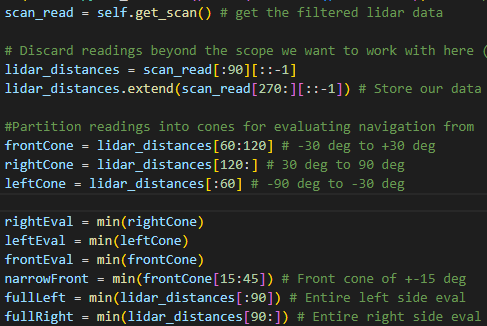 scan_read = self.get_scan() # get the filtered lidar data
# Discard readings beyond the scope we want to work with here (
lidar_distances = scan_read[:90][::-1]
lidar_distances.extend(scan_read[270:][::-1]) # Store our data
#Partition readings into cones for evaluating navigation from
frontCone = lidar_distances[60:120] # -30 deg to +30 deg
rightCone = lidar_distances[120:] # 30 deg to 90 deg
leftCone = lidar_distances[:60] # -90 deg to -30 deg
rightEval = min(rightCone)
leftEval = min(leftCone)
frontEval = min(frontCone)
narrowFront = min(frontCone[15:45]) # Front cone of +-15 deg
fullLeft = min(lidar_distances[:90]) # Entire left side eval
fullRight = min(lidar_distances[90:]) # Entire right side eval